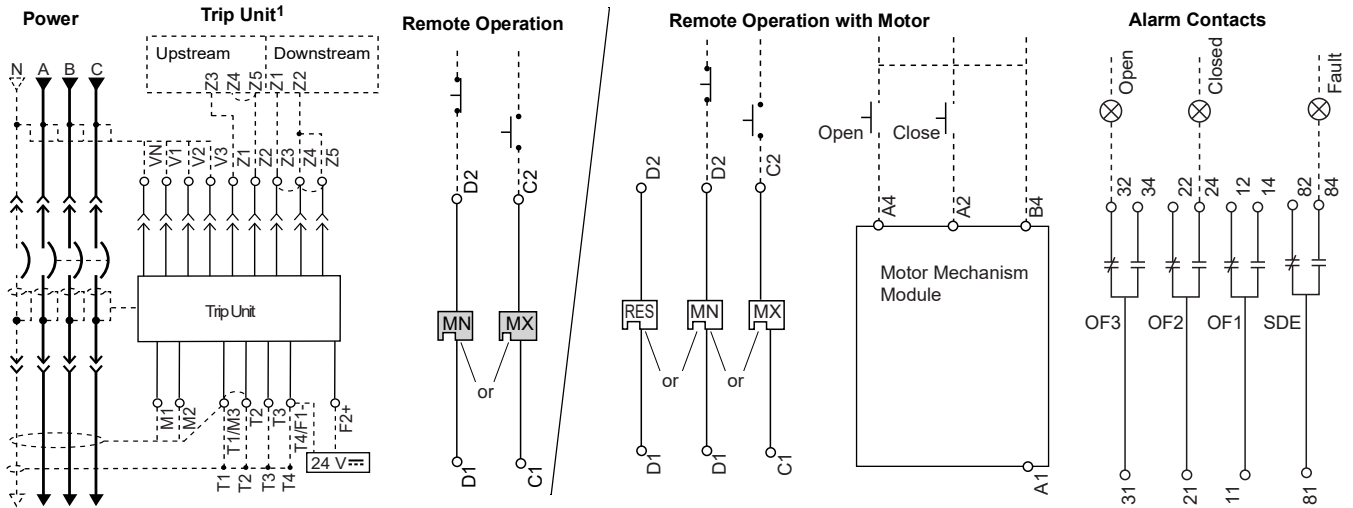 Power
Trip Unit1
Remote Operation
Remote Operation with Motor
Alarm Contacts
Upstream
Downstream
Z3
Z4
Z5
Z1
Z2
N
A
B
C
VN
V1
V2
V3
Z1
Z2
Z3
Z4
Z5
Trip Unit
M1
M2
T1/M3
T2
T3
T4/F1-
F2+
24 V
T1
T2
T3
T4
D2
C2
MN
MX
or
D1
C1
D2
D2
C2
RES
MN
MX
or
or
D1
D1
C1
Open
Close
A4
A2
B4
Motor Mechanism
Module
A1
Open
Closed
Fault
32
34
22
24
12
14
82
84
OF3
OF2
OF1
SDE
31
21
11
81